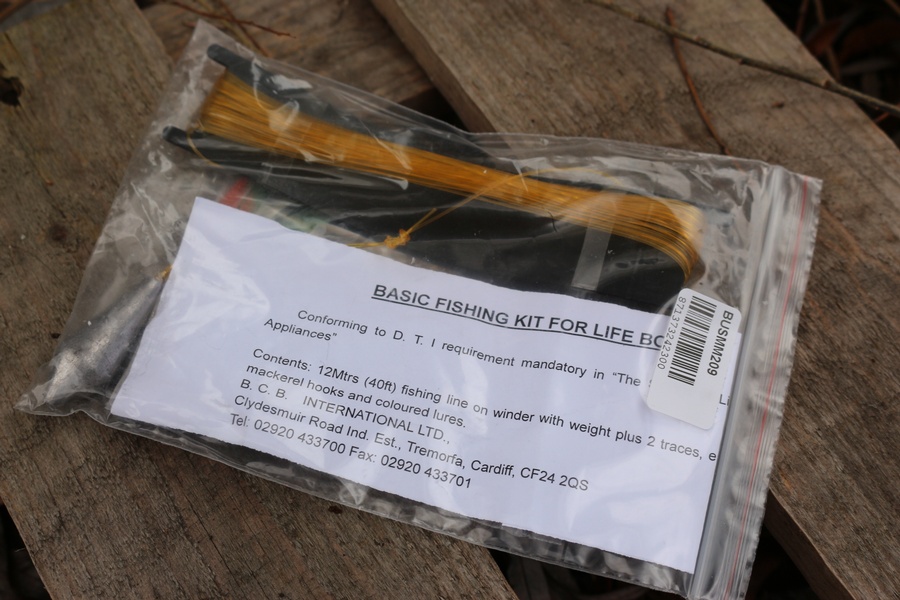 BASIC FISHING KIT FOR LIFE BO
Conforming to D. T. I requirement mandatory in "The Li
Appliances"
Contents: 12Mtrs (40ft) fishing line on winder with weight plus 2 traces, e
mackerel hooks and coloured lures.
B. C. B. INTERNATIONAL LTD.,
Clydesmuir Road Ind. Est., Tremorfa, Cardiff, CF24 2QS
Tel: 02920 433700 Fax: 02920 433701
BUSMM209
8713732423000